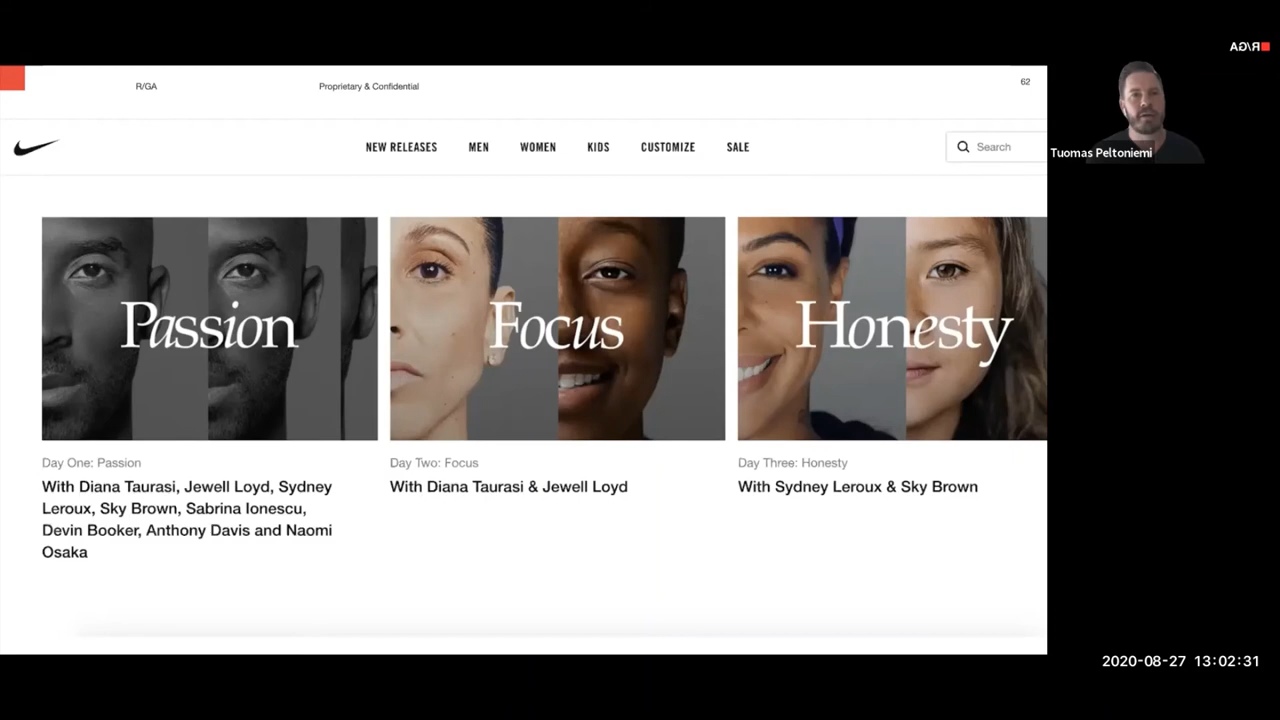 R/GA
R/GA Proprietary & Confidential 62
NEW RELEASES MEN WOMEN KIDS CUSTOMIZE SALE Search
Tuomas Peltoniemi
Passion
Focus
Honesty
Day One: Passion
With Diana Taurasi, Jewell Loyd, Sydney
Leroux, Sky Brown, Sabrina Ionescu,
Devin Booker, Anthony Davis and Naomi
Osaka
Day Two: Focus
With Diana Taurasi & Jewell Loyd
Day Three: Honesty
With Sydney Leroux & Sky Brown
2020-08-27 13:02:31